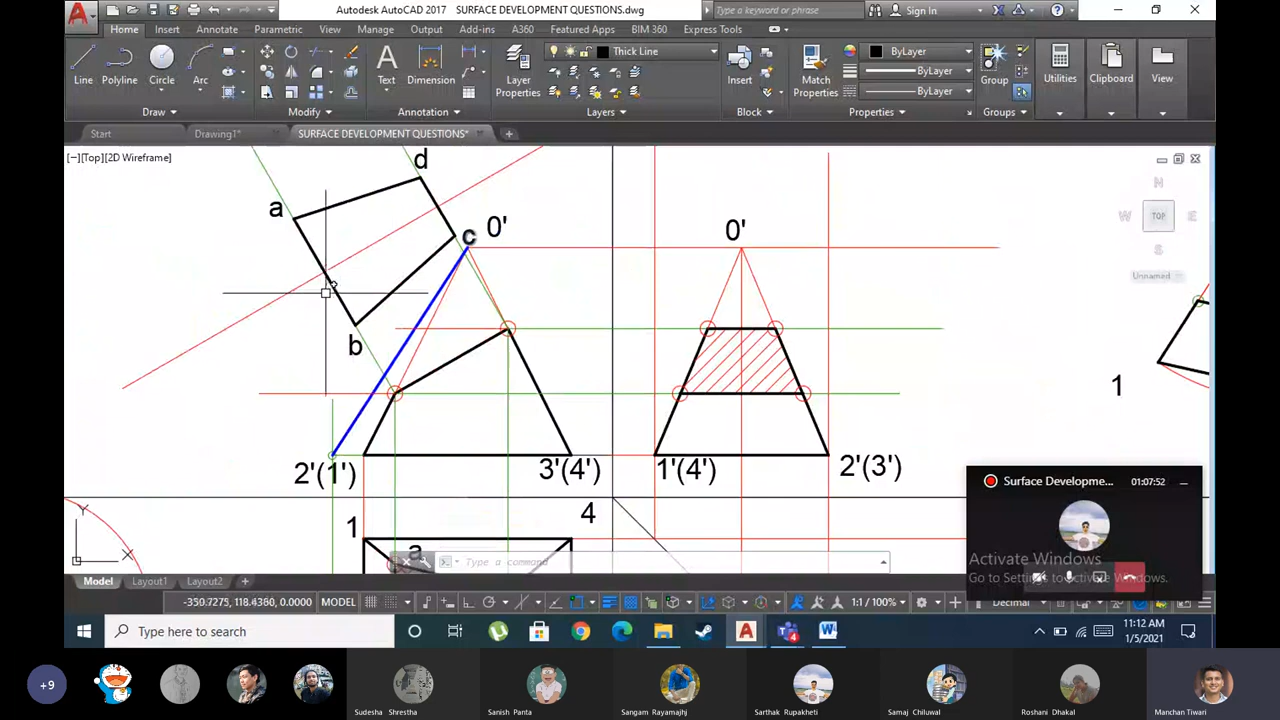 Autodesk AutoCAD 2017 SURFACE DEVELOPMENT QUESTIONS.dwg
Type a keyword or phrase
Sign In
Home Insert Annotate Parametric View Manage Output Add-ins A360 Featured Apps BIM 360 Express Tools
Thick Line
ByLayer
ByLayer
ByLayer
Line Polyline Circle Arc Text Dimension Layer Properties Insert Match Properties Group Utilities Clipboard View
Draw Modify Annotation Layers Block Properties Groups
Start Drawing1* SURFACE DEVELOPMENT QUESTIONS*
[−][Top][2D Wireframe]
d
a
c 0'
0'
b
N
W TOP E
S
Unnamed
1
2'(1') 3'(4') 1'(4') 2'(3')
1 4
a
Y
X
Type a command
Surface Developme... 01:07:52
Activate Windows
Go to Settings to activate Windows.
Model Layout1 Layout2 +
-350.7275, 118.4360, 0.0000 MODEL 1:1 / 100% Decimal
Type here to search
11:12 AM
1/5/2021
+9
Sudesha Shrestha
Sanish Panta
Sangam Rayamajhj
Sarthak Rupakheti
Samaj Chiluwal
Roshani Dhakal
Manchan Tiwari